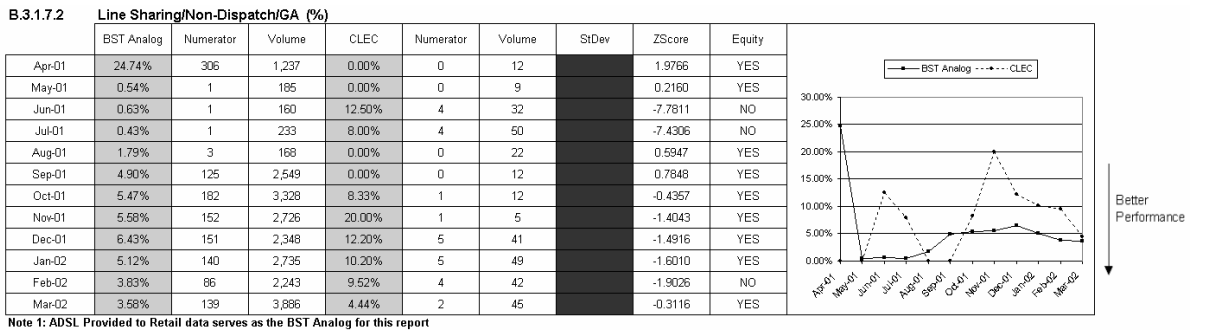 B.3.1.7.2 Line Sharing/Non-Dispatch/GA (%)
BST Analog Numerator Volume CLEC Numerator Volume StDev ZScore Equity
Apr-01 24.74% 306 1,237 0.00% 0 12 1.9766 YES
May-01 0.54% 1 185 0.00% 0 9 0.2160 YES
Jun-01 0.63% 1 160 12.50% 4 32 -7.7811 NO
Jul-01 0.43% 1 233 8.00% 4 50 -7.4306 NO
Aug-01 1.79% 3 168 0.00% 0 22 0.5947 YES
Sep-01 4.90% 125 2,549 0.00% 0 12 0.7848 YES
Oct-01 5.47% 182 3,328 8.33% 1 12 -0.4357 YES
Nov-01 5.58% 152 2,726 20.00% 1 5 -1.4043 YES
Dec-01 6.43% 151 2,348 12.20% 5 41 -1.4916 YES
Jan-02 5.12% 140 2,735 10.20% 5 49 -1.6010 YES
Feb-02 3.83% 86 2,243 9.52% 4 42 -1.9026 NO
Mar-02 3.58% 139 3,886 4.44% 2 45 -0.3116 YES
BST Analog CLEC
30.00%
25.00%
20.00%
15.00%
10.00%
5.00%
0.00%
Apr-01 May-01 Jun-01 Jul-01 Aug-01 Sep-01 Oct-01 Nov-01 Dec-01 Jan-02 Feb-02 Mar-02
Better
Performance
Note 1: ADSL Provided to Retail data serves as the BST Analog for this report